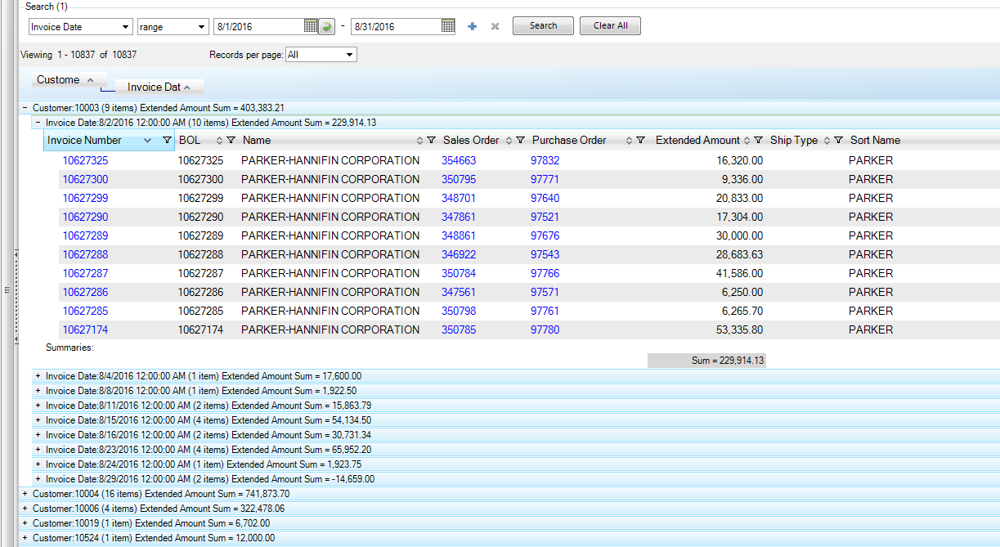 Search (1)
Invoice Date range 8/1/2016 - 8/31/2016 Search Clear All
Viewing 1 - 10837 of 10837 Records per page: All
Custome
Invoice Dat
- Customer:10003 (9 items) Extended Amount Sum = 403,383.21
- Invoice Date:8/2/2016 12:00:00 AM (10 items) Extended Amount Sum = 229,914.13
Invoice Number BOL Name Sales Order Purchase Order Extended Amount Ship Type Sort Name
10627325 10627325 PARKER-HANNIFIN CORPORATION 354663 97832 16,320.00 PARKER
10627300 10627300 PARKER-HANNIFIN CORPORATION 350795 97771 9,336.00 PARKER
10627299 10627299 PARKER-HANNIFIN CORPORATION 348701 97640 20,833.00 PARKER
10627290 10627290 PARKER-HANNIFIN CORPORATION 347861 97521 17,304.00 PARKER
10627289 10627289 PARKER-HANNIFIN CORPORATION 348861 97676 30,000.00 PARKER
10627288 10627288 PARKER-HANNIFIN CORPORATION 346922 97543 28,683.63 PARKER
10627287 10627287 PARKER-HANNIFIN CORPORATION 350784 97766 41,586.00 PARKER
10627286 10627286 PARKER-HANNIFIN CORPORATION 347561 97571 6,250.00 PARKER
10627285 10627285 PARKER-HANNIFIN CORPORATION 350798 97761 6,265.70 PARKER
10627174 10627174 PARKER-HANNIFIN CORPORATION 350785 97780 53,335.80 PARKER
Summaries:
Sum = 229,914.13
+ Invoice Date:8/4/2016 12:00:00 AM (1 item) Extended Amount Sum = 17,600.00
+ Invoice Date:8/8/2016 12:00:00 AM (1 item) Extended Amount Sum = 1,922.50
+ Invoice Date:8/11/2016 12:00:00 AM (2 items) Extended Amount Sum = 15,863.79
+ Invoice Date:8/15/2016 12:00:00 AM (4 items) Extended Amount Sum = 54,134.50
+ Invoice Date:8/16/2016 12:00:00 AM (2 items) Extended Amount Sum = 30,731.34
+ Invoice Date:8/23/2016 12:00:00 AM (4 items) Extended Amount Sum = 65,952.20
+ Invoice Date:8/24/2016 12:00:00 AM (1 item) Extended Amount Sum = 1,923.75
+ Invoice Date:8/29/2016 12:00:00 AM (2 items) Extended Amount Sum = -14,659.00
+ Customer:10004 (16 items) Extended Amount Sum = 741,873.70
+ Customer:10006 (4 items) Extended Amount Sum = 322,478.06
+ Customer:10019 (1 item) Extended Amount Sum = 6,702.00
+ Customer:10524 (1 item) Extended Amount Sum = 12,000.00